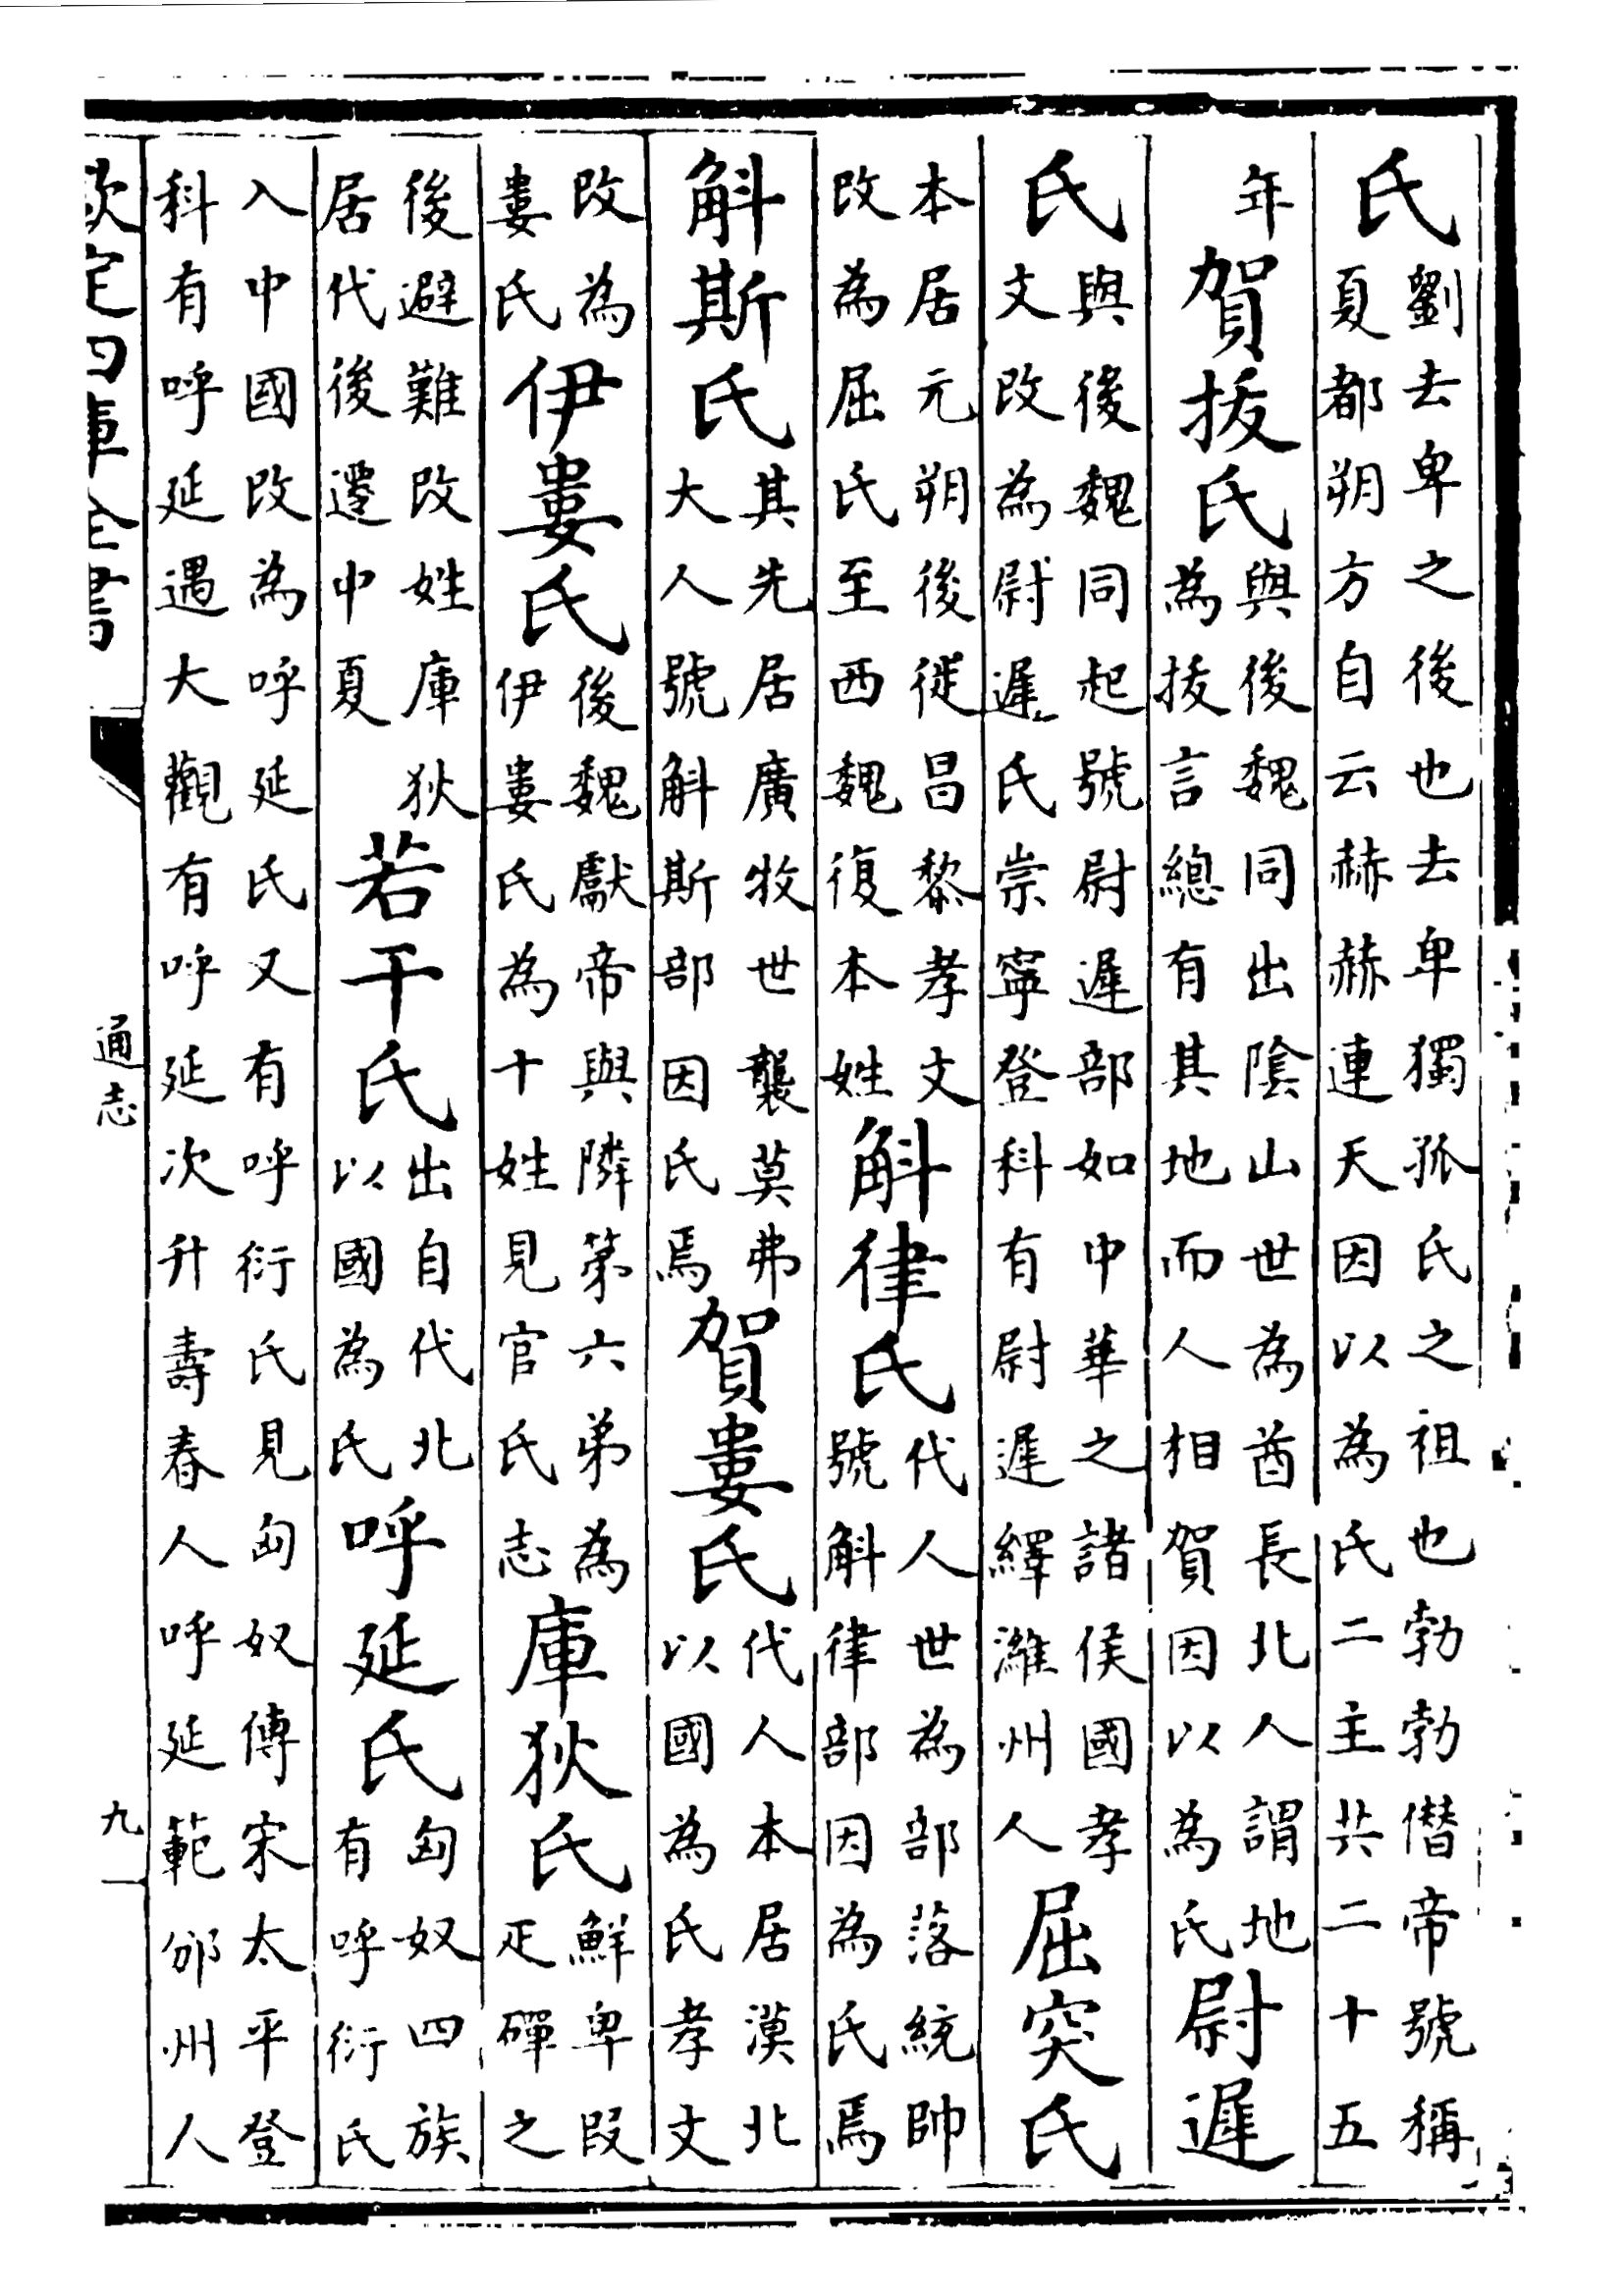 氏劉去卑之後也去卑獨孤氏之祖也勃勃僭帝號稱夏都朔方自云赫赫連天因以為氏二主共二十五
年賀拔氏與後魏同出陰山世為酋長北人謂地為拔言總有其地而人相賀因以為氏尉遲
氏與後魏同起號尉遲部如中華之諸侯國孝文改為尉遲氏崇寧登科有尉遲繹濰州人屈突氏
本居元朔後徙昌黎孝文改為屈氏至西魏復本姓斛律氏代人世為部落統帥號斛律部因為氏焉
斛斯氏其先居廣牧世襲莫弗大人號斛斯部因氏焉賀婁氏代人本居漠北以國為氏孝文
改為婁氏伊婁氏後魏獻帝與隣第六弟為伊婁氏為十姓見官氏志庫狄氏鮮卑段疋磾之
後避難改姓庫狄居代後遷中夏若干氏出自代北以國為氏呼延氏匈奴四族有呼衍氏
入中國改為呼延氏又有呼衍氏見匈奴傳宋太平登科有呼延遇大觀有呼延次升壽春人呼延範邠州人
欽定四庫全書
通志
九一